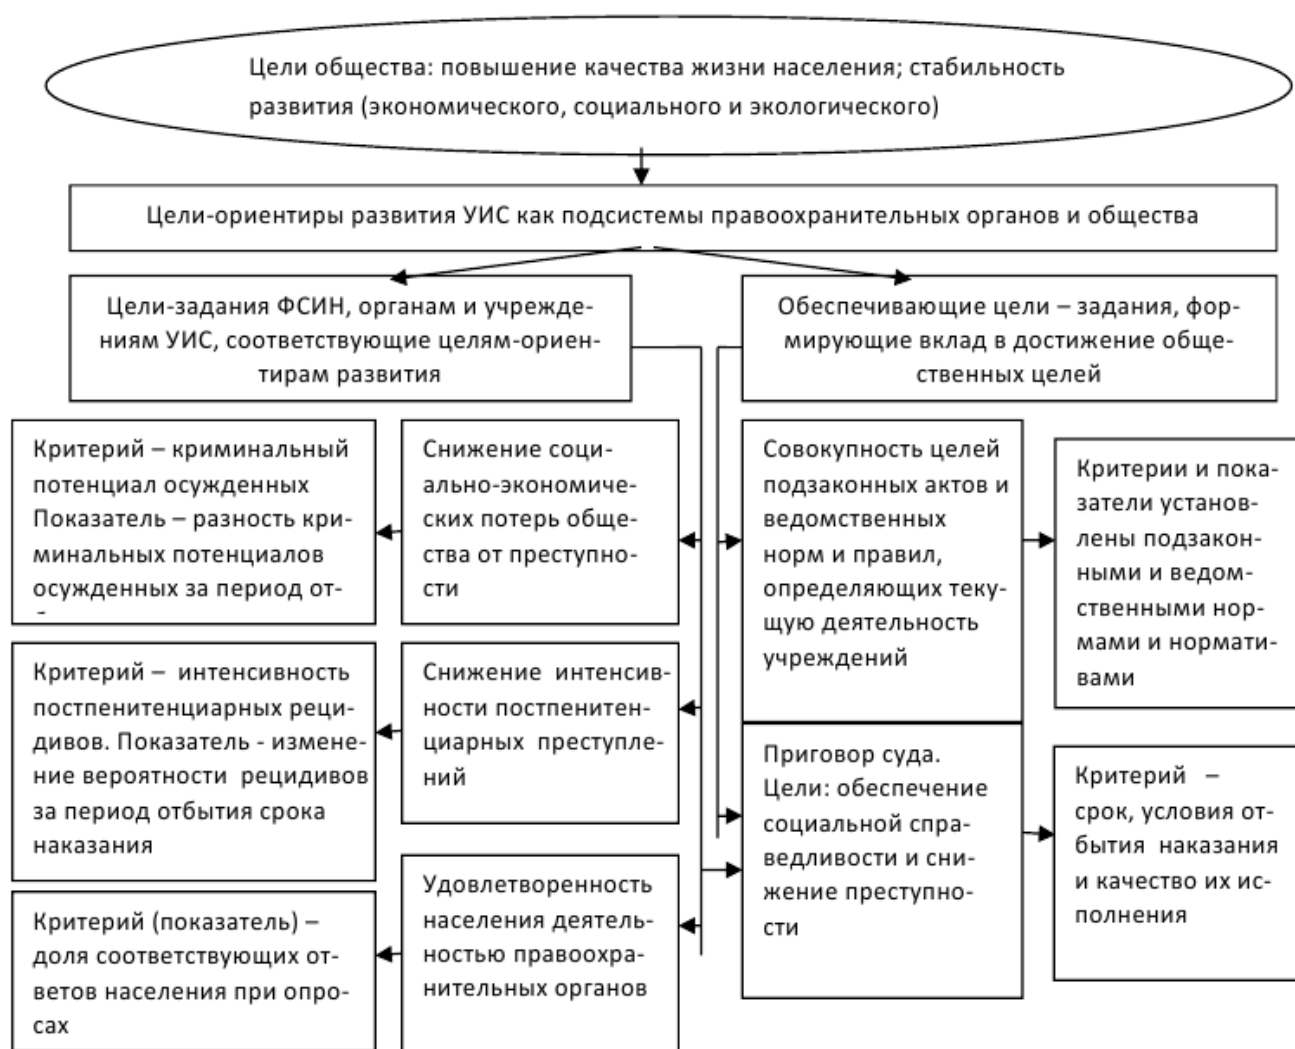 Цели общества: повышение качества жизни населения; стабильность
развития (экономического, социального и экологического)
Цели-ориентиры развития УИС как подсистемы правоохранительных органов и общества
Цели-задания ФСИН, органам и учрежде-
ниям УИС, соответствующие целям-ориен-
тирам развития
Обеспечивающие цели – задания, фор-
мирующие вклад в достижение обще-
ственных целей
Критерий – криминальный
потенциал осужденных
Показатель – разность кри-
минальных потенциалов
осужденных за период от-
Снижение соци-
ально-экономиче-
ских потерь обще-
ства от преступно-
сти
Совокупность целей
подзаконных актов и
ведомственных
норм и правил,
определяющих теку-
щую деятельность
учреждений
Критерии и пока-
затели установ-
лены подзакон-
ными и ведом-
ственными нор-
мами и нормати-
вами
Критерий – интенсивность
постпенитенциарных реци-
дивов. Показатель - измене-
ние вероятности рецидивов
за период отбытия срока
наказания
Снижение интенсив-
ности постпенитен-
циарных преступле-
ний
Приговор суда.
Цели: обеспечение
социальной спра-
ведливости и сни-
жение преступно-
сти
Критерий –
срок, условия от-
бытия наказания
и качество их ис-
полнения
Критерий (показатель) –
доля соответствующих от-
ветов населения при опро-
сах
Удовлетворенность
населения деятель-
ностью правоохра-
нительных органов